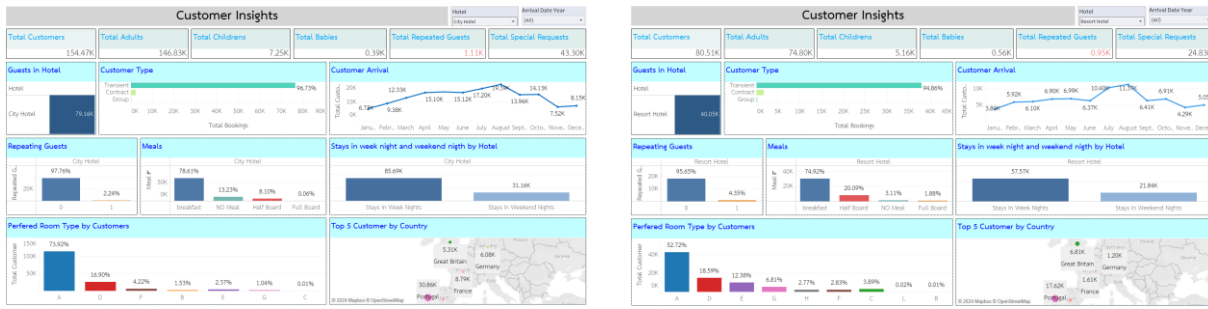 Customer Insights
Hotel
City Hotel
Arrival Date Year
(All)
Total Customers
154.47K
Total Adults
146.83K
Total Childrens
7.25K
Total Babies
0.39K
Total Repeated Guests
1.11K
Total Special Requests
43.30K
Guests in Hotel
Hotel
City Hotel
79.16K
Customer Type
Transient
Contract
Group
96.73%
0K 10K 20K 30K 40K 50K 60K 70K 80K 90K
Total Bookings
Customer Arrival
Total Custo..
20K
10K
0K
9.38K 12.33K 15.10K 15.12K 17.20K 13.96K 14.13K 7.52K 8.15K
Janu.. Febr.. March April May June July August Sept.. Octo.. Nove.. Dece..
Repeating Guests
City Hotel
Repeated G..
20K
97.76%
2.24%
0 1
Meals
City Hotel
50K
0K
78.61%
13.23%
8.10%
0.06%
breakfast NO Meal Half Board Full Board
Stays in week night and weekend nigth by Hotel
City Hotel
85.69K
31.16K
Stays in Week Nights Stays in Weekend Nights
Perfered Room Type by Customers
Total Customer
150K
100K
50K
0K
73.92%
16.90%
4.22%
1.53%
2.37%
1.04%
0.01%
A D F B E G C
Top 5 Customer by Country
5.31K
Great Britain
6.08K
Germany
8.79K
France
30.86K
Portugal
© 2024 Mapbox © OpenStreetMap
Customer Insights
Hotel
Resort Hotel
Arrival Date Year
(All)
Total Customers
80.51K
Total Adults
74.80K
Total Childrens
5.16K
Total Babies
0.56K
Total Repeated Guests
0.95K
Total Special Requests
24.83
Guests in Hotel
Hotel
Resort Hotel
40.05K
Customer Type
Transient
Contract
Group
94.86%
0K 5K 10K 15K 20K 25K 30K 35K 40K 45K
Total Bookings
Customer Arrival
Total Custo..
10K
5K
5.92K 6.10K 6.90K 6.99K 6.37K 10.40K 6.41K 6.91K 4.29K
Janu.. Febr.. March April May June July August Sept.. Octo.. Nove.. Dece..
Repeating Guests
Resort Hotel
Repeated G..
20K
10K
95.65%
4.35%
0 1
Meals
Resort Hotel
40K
20K
74.92%
20.09%
3.11%
1.88%
breakfast Half Board NO Meal Full Board
Stays in week night and weekend nigth by Hotel
Resort Hotel
57.57K
21.84K
Stays in Week Nights Stays in Weekend Nights
Perfered Room Type by Customers
Total Customer
40K
20K
0K
52.72%
18.59%
12.38%
6.81%
2.77%
2.83%
3.89%
0.02%
0.01%
A D E G H F C L B
Top 5 Customer by Country
6.81K
Great Britain
1.20K
Germany
1.61K
France
17.62K
Portugal
© 2024 Mapbox © OpenStreetMap